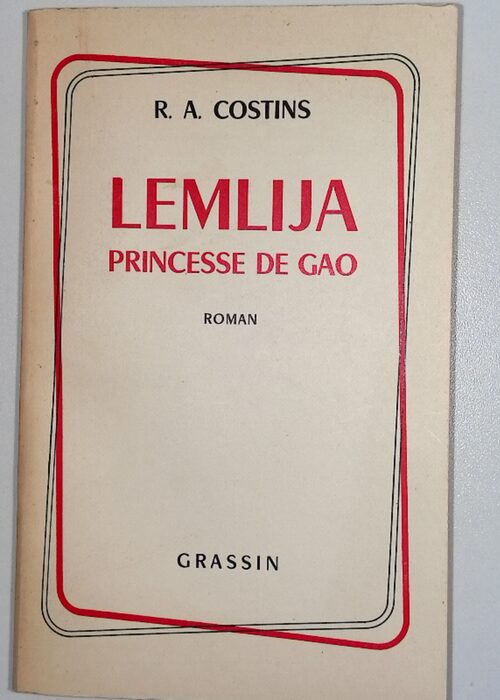 R. A. COSTINS
LEMLIJA
PRINCESSE DE GAO
ROMAN
GRASSIN